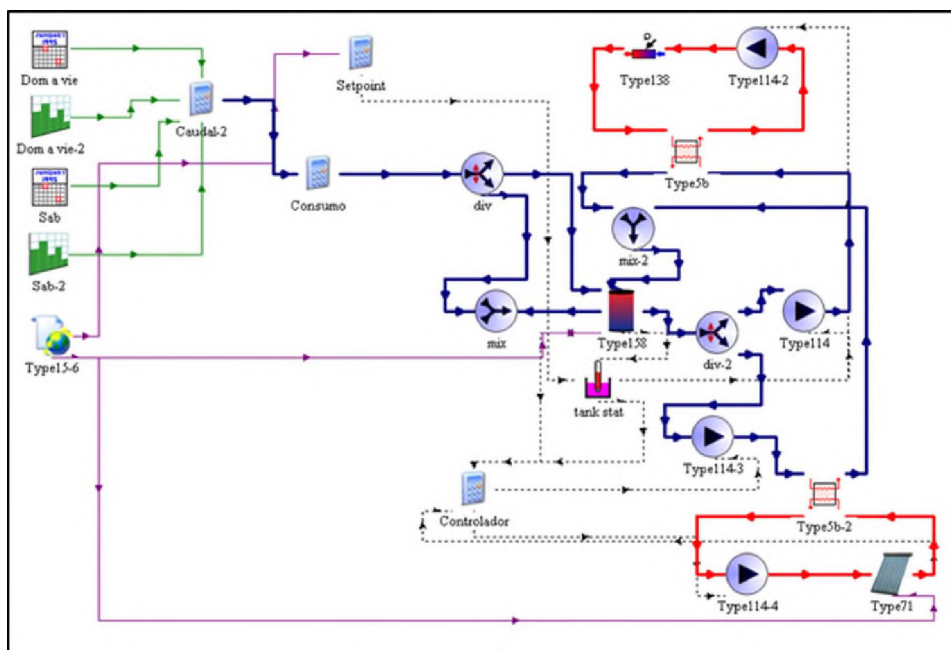 Dom a vie
Dom a vie-2
Sab
Sab-2
Type15-6
Caudal-2
Setpoint
Consumo
div
mix
Type138
Type114-2
Type5b
mix-2
Type158
div-2
Type114
tank stat
Type114-3
Controlador
Type5b-2
Type114-4
Type71